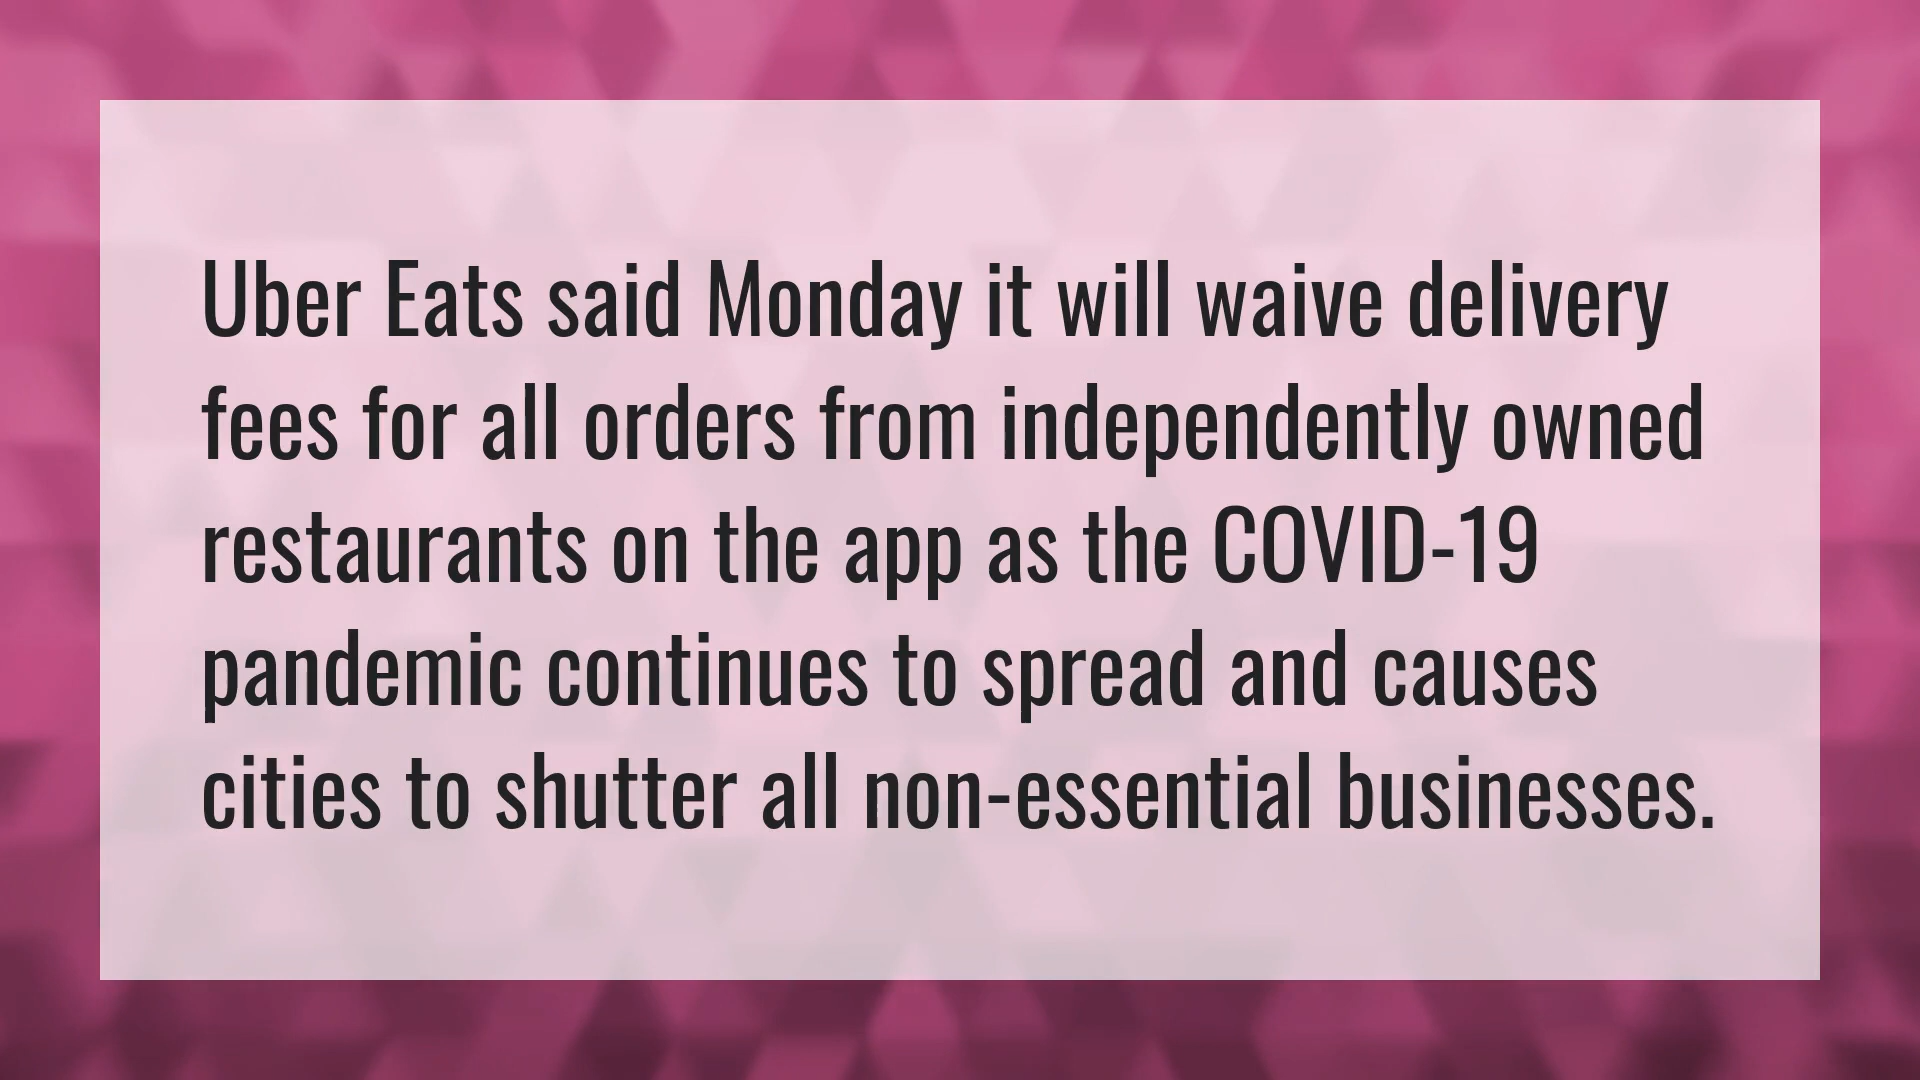 Uber Eats said Monday it will waive delivery
fees for all orders from independently owned
restaurants on the app as the COVID-19
pandemic continues to spread and causes
cities to shutter all non-essential businesses.